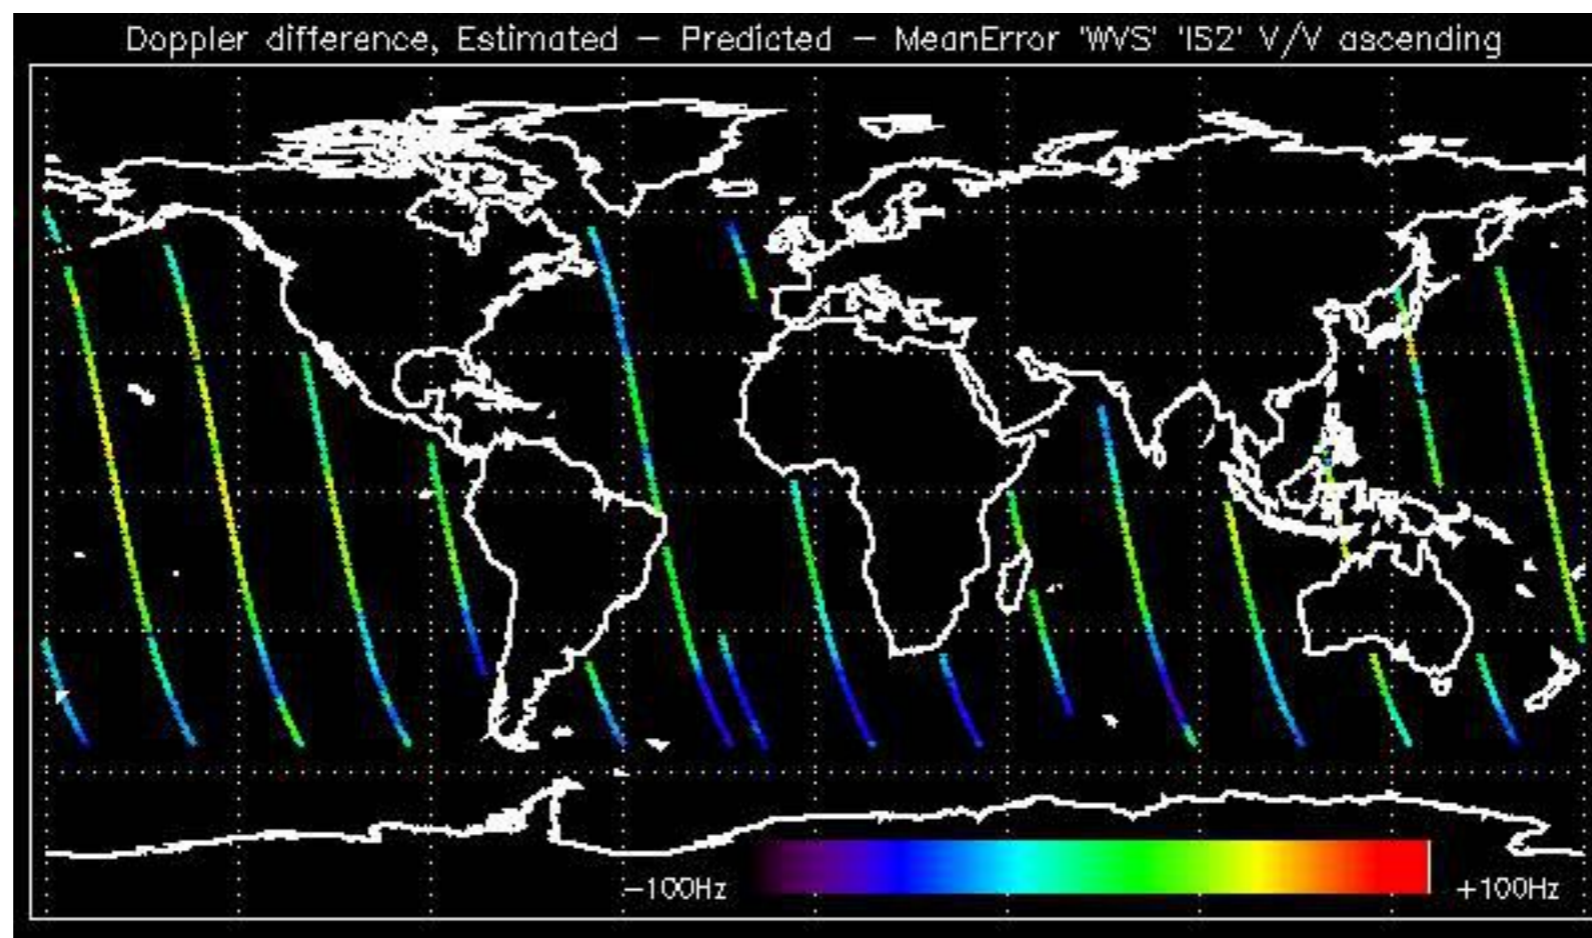 Doppler difference, Estimated – Predicted – MeanError 'WVS' 'IS2' V/V ascending
-100Hz +100Hz